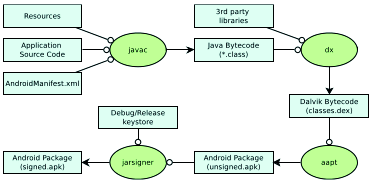 Resources
3rd party
libraries
Application
Source Code
javac
Java Bytecode
(*.class)
dx
AndroidManifest.xml
Dalvik Bytecode
(classes.dex)
Debug/Release
keystore
Android Package
(signed.apk)
jarsigner
Android Package
(unsigned.apk)
aapt